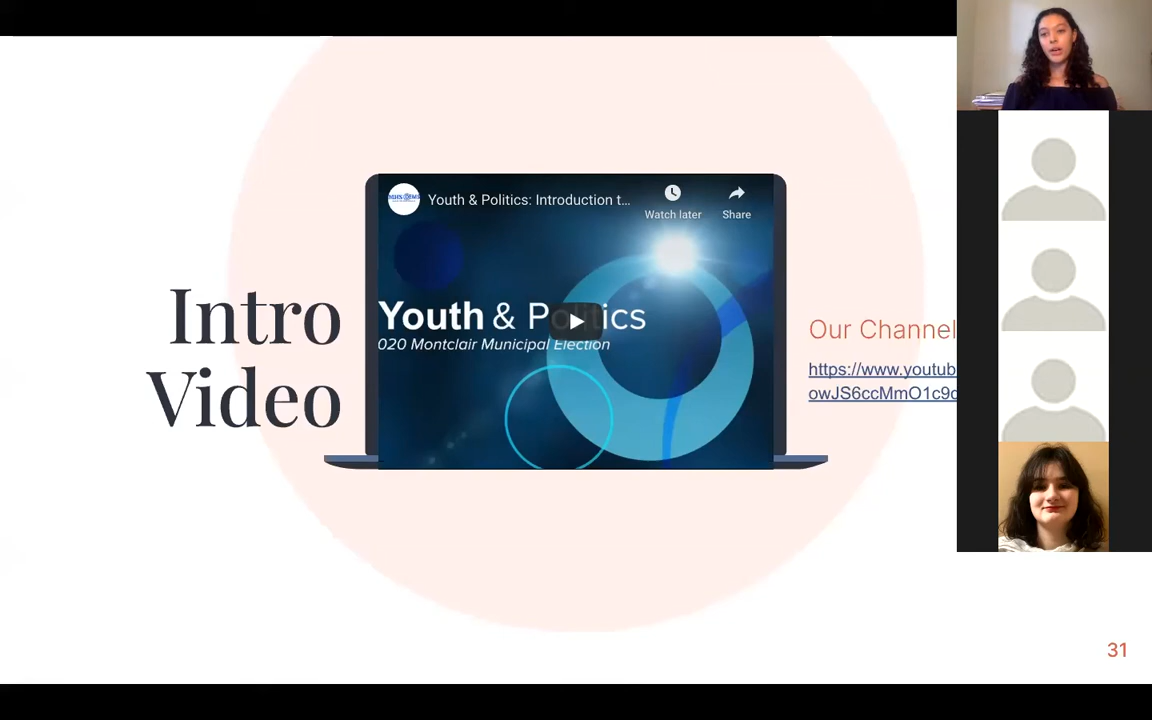 Intro
Video
Youth & Politics: Introduction t...
Watch later
Share
Youth & Politics
020 Montclair Municipal Election
Our Channel
https://www.youtub
owJS6ccMmO1c9
31